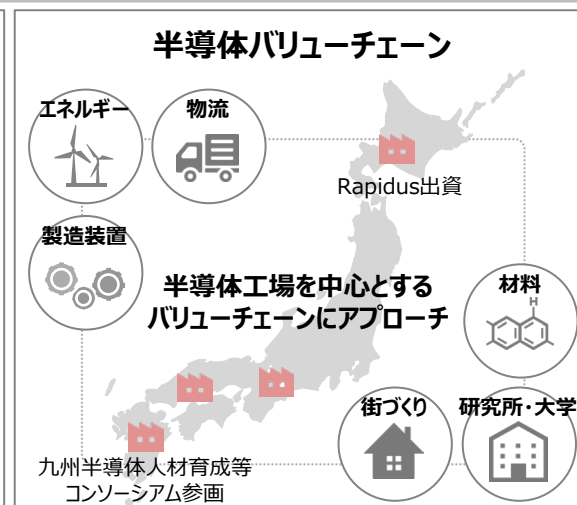 半導体バリューチェーン
エネルギー
物流
Rapidus出資
製造装置
半導体工場を中心とする
バリューチェーンにアプローチ
材料
H
街づくり
研究所・大学
九州半導体人材育成等
コンソーシアム参画